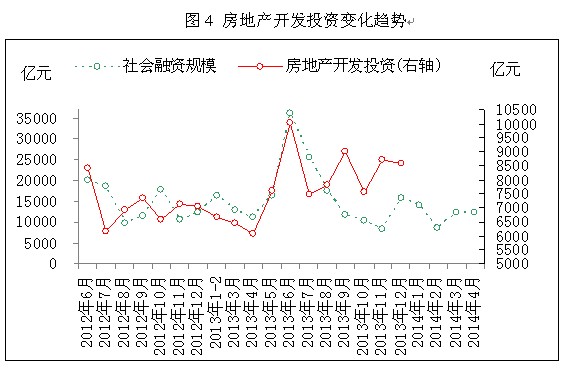 图 4 房地产开发投资变化趋势
亿元
社会融资规模
房地产开发投资(右轴)
亿元
35000
30000
25000
20000
15000
10000
5000
0
10500
10000
9500
9000
8500
8000
7500
7000
6500
6000
5500
5000
2012年6月
2012年7月
2012年8月
2012年9月
2012年10月
2012年11月
2012年12月
2013年1-2
2013年3月
2013年4月
2013年5月
2013年6月
2013年7月
2013年8月
2013年9月
2013年10月
2013年11月
2013年12月
2014年1月
2014年2月
2014年3月
2014年4月